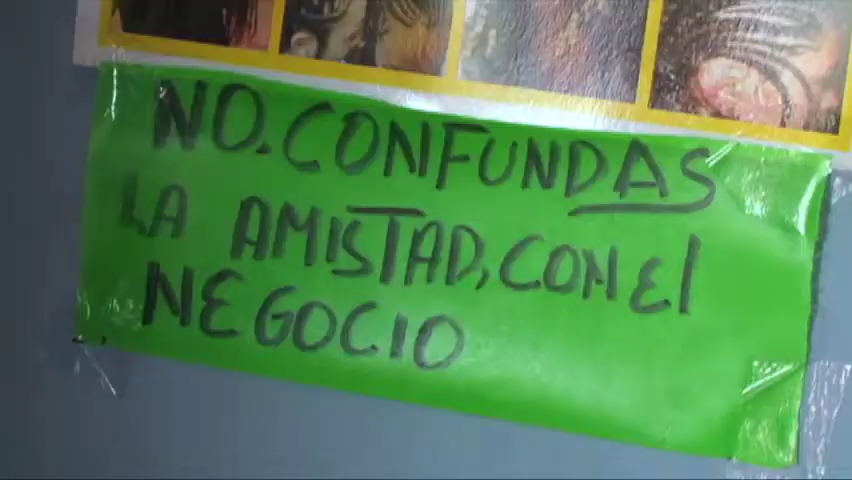 NO. CONFUNDAS
LA AMISTAD, CON El
NEGOCIO